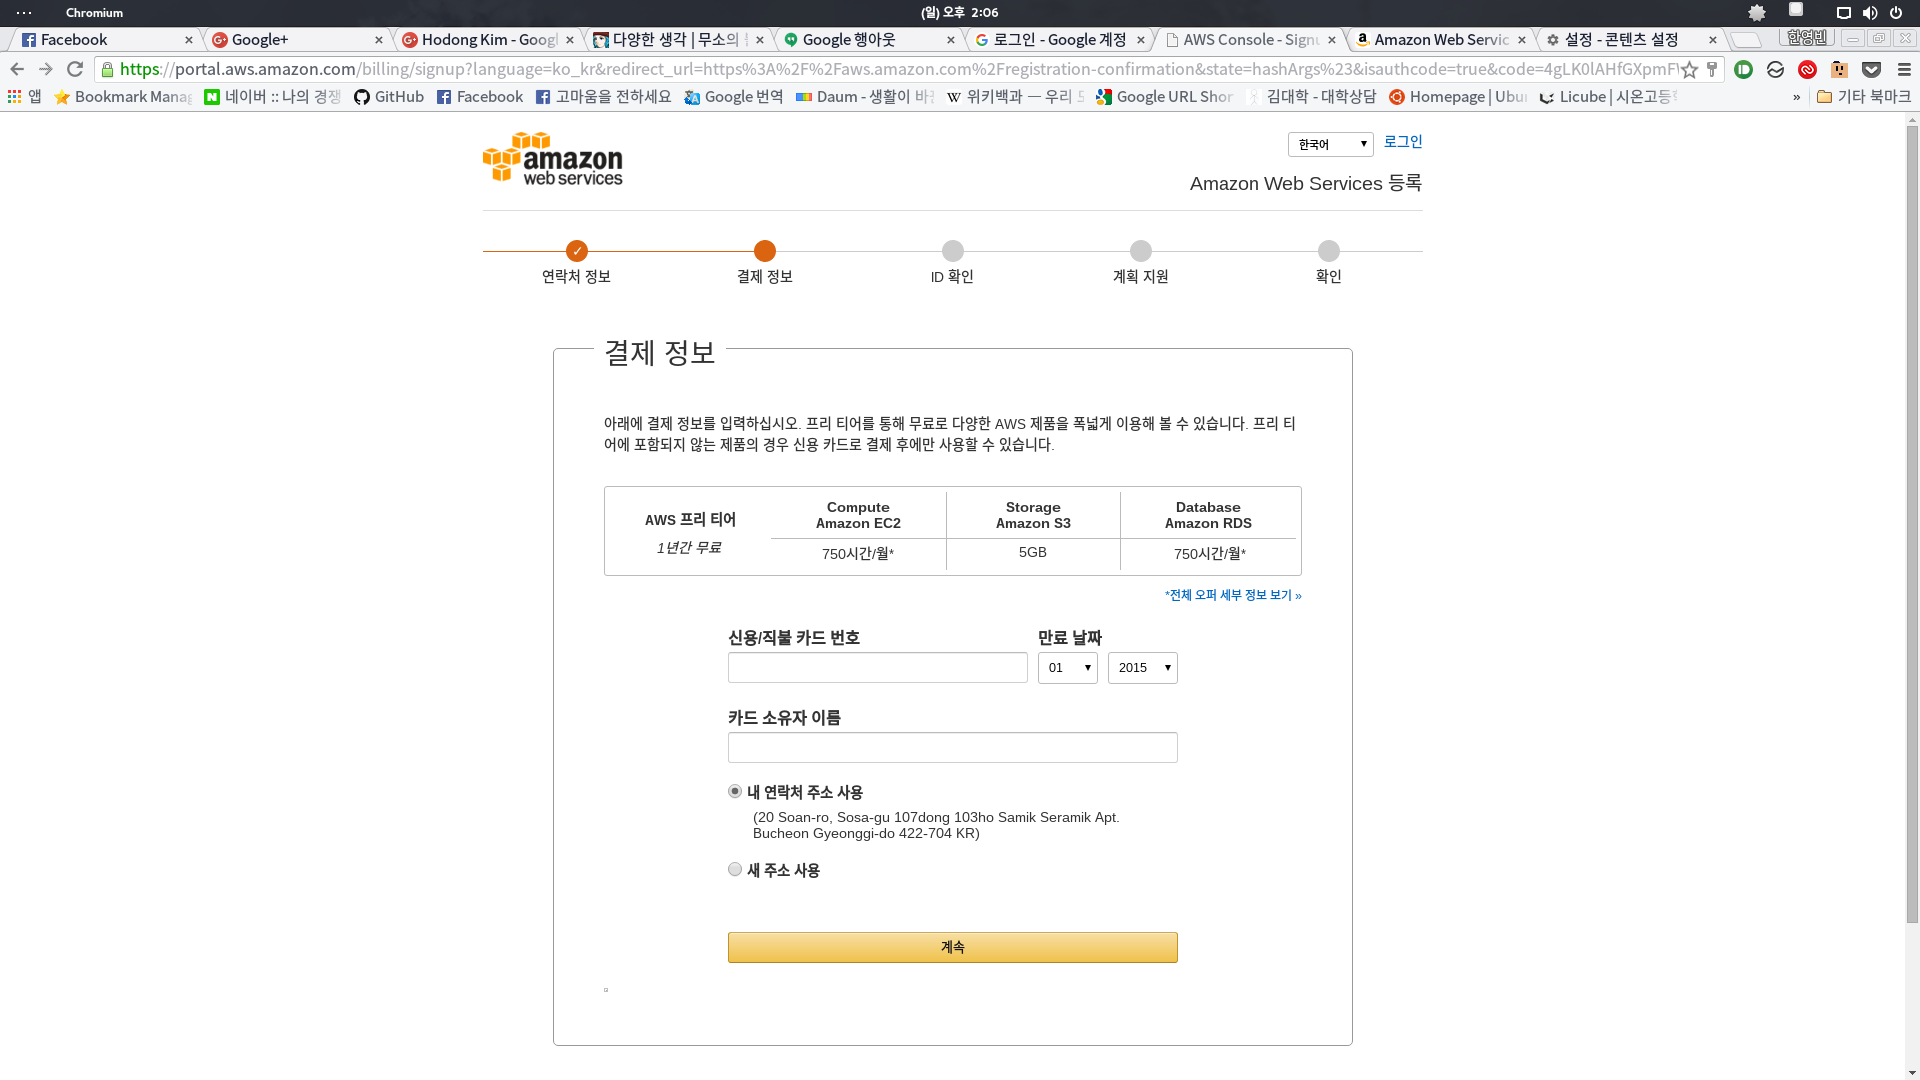 Chromium
(일) 오후 2:06
Facebook
Google+
Hodong Kim - Googl
다양한 생각 | 무소의
Google 행아웃
로그인 - Google 계정
AWS Console - Signu
Amazon Web Servic
설정 - 콘텐츠 설정
한영빈
https://portal.aws.amazon.com/billing/signup?language=ko_kr&redirect_url=https%3A%2F%2Faws.amazon.com%2Fregistration-confirmation&state=hashArgs%23&isauthcode=true&code=4gLK0lAHfGXpmF
앱
Bookmark Manag
네이버 :: 나의 경쟁
GitHub
Facebook
고마움을 전하세요
Google 번역
Daum - 생활이 바
위키백과 — 우리
Google URL Shor
김대학 - 대학상담
Homepage | Ubu
Licube | 시온고등
»
기타 북마크
amazon
web services
한국어
로그인
Amazon Web Services 등록
연락처 정보
결제 정보
ID 확인
계획 지원
확인
결제 정보
아래에 결제 정보를 입력하십시오. 프리 티어를 통해 무료로 다양한 AWS 제품을 폭넓게 이용해 볼 수 있습니다. 프리 티
어에 포함되지 않는 제품의 경우 신용 카드로 결제 후에만 사용할 수 있습니다.
AWS 프리 티어
1년간 무료
Compute
Amazon EC2
Storage
Amazon S3
Database
Amazon RDS
750시간/월*
5GB
750시간/월*
*전체 오퍼 세부 정보 보기 »
신용/직불 카드 번호
만료 날짜
01
2015
카드 소유자 이름
내 연락처 주소 사용
(20 Soan-ro, Sosa-gu 107dong 103ho Samik Seramik Apt.
Bucheon Gyeonggi-do 422-704 KR)
새 주소 사용
계속